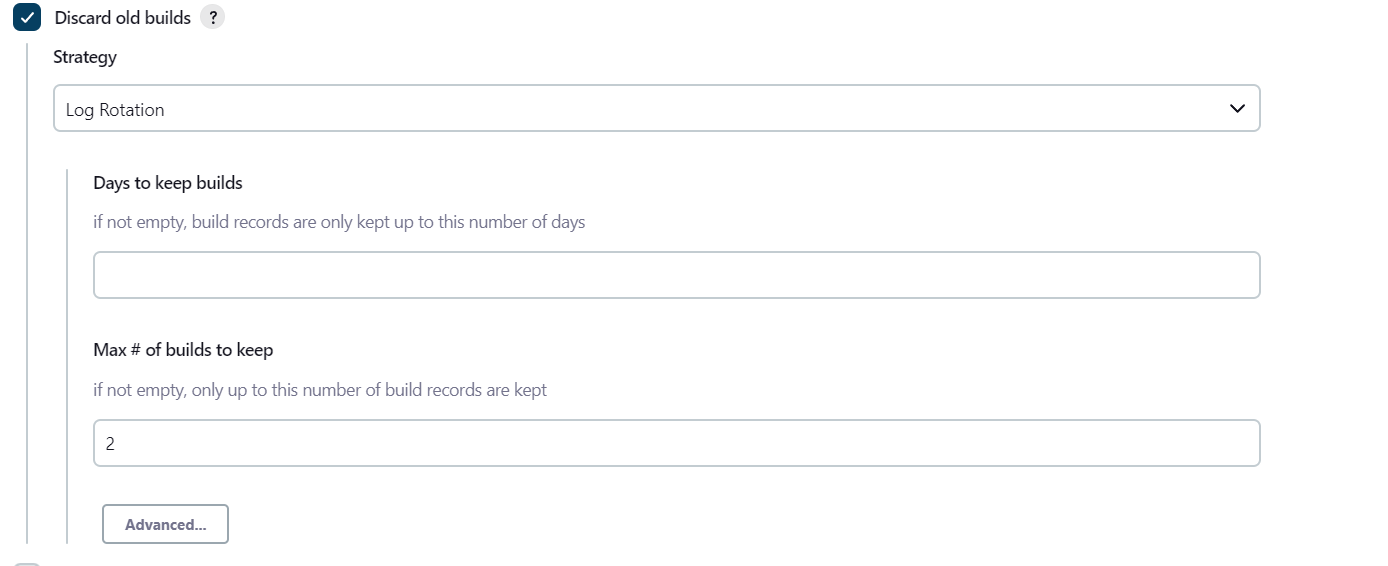 Discard old builds ?
Strategy
Log Rotation
Days to keep builds
if not empty, build records are only kept up to this number of days
Max # of builds to keep
if not empty, only up to this number of build records are kept
2
Advanced...